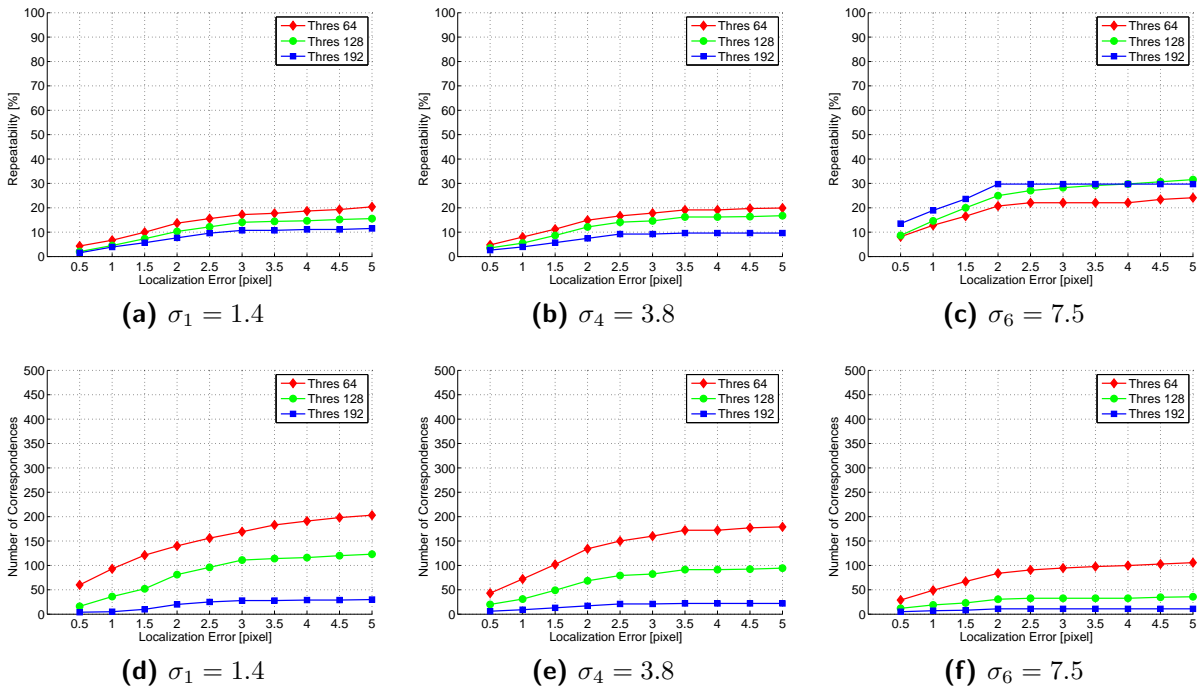 100
90
80
70
60
50
40
30
20
10
0
Repeatability [%]
0.5 1 1.5 2 2.5 3 3.5 4 4.5 5
Localization Error [pixel]
Thres 64
Thres 128
Thres 192
(a) σ1 = 1.4
100
90
80
70
60
50
40
30
20
10
0
Repeatability [%]
0.5 1 1.5 2 2.5 3 3.5 4 4.5 5
Localization Error [pixel]
Thres 64
Thres 128
Thres 192
(b) σ4 = 3.8
100
90
80
70
60
50
40
30
20
10
0
Repeatability [%]
0.5 1 1.5 2 2.5 3 3.5 4 4.5 5
Localization Error [pixel]
Thres 64
Thres 128
Thres 192
(c) σ6 = 7.5
500
450
400
350
300
250
200
150
100
50
0
Number of Correspondences
0.5 1 1.5 2 2.5 3 3.5 4 4.5 5
Localization Error [pixel]
Thres 64
Thres 128
Thres 192
(d) σ1 = 1.4
500
450
400
350
300
250
200
150
100
50
0
Number of Correspondences
0.5 1 1.5 2 2.5 3 3.5 4 4.5 5
Localization Error [pixel]
Thres 64
Thres 128
Thres 192
(e) σ4 = 3.8
500
450
400
350
300
250
200
150
100
50
0
Number of Correspondences
0.5 1 1.5 2 2.5 3 3.5 4 4.5 5
Localization Error [pixel]
Thres 64
Thres 128
Thres 192
(f) σ6 = 7.5